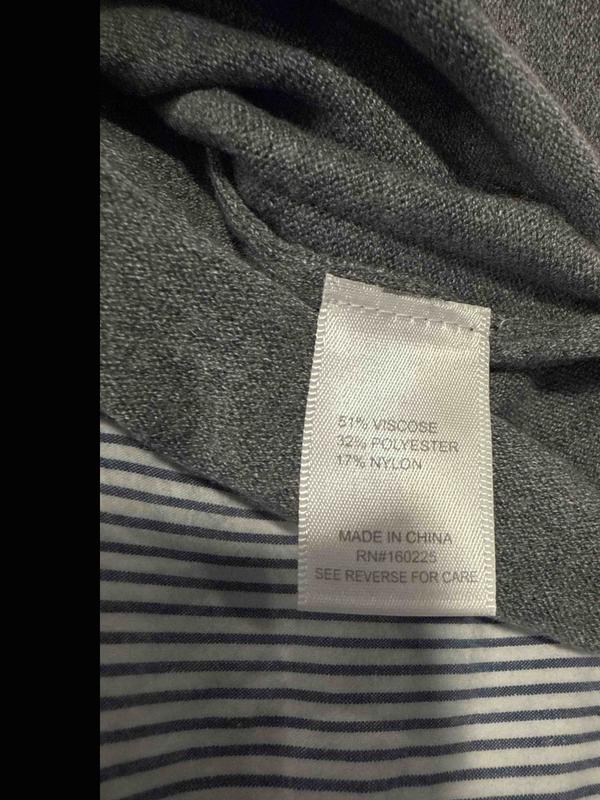 51% VISCOSE
32% POLYESTER
17% NYLON
MADE IN CHINA
RN#160225
SEE REVERSE FOR CARE